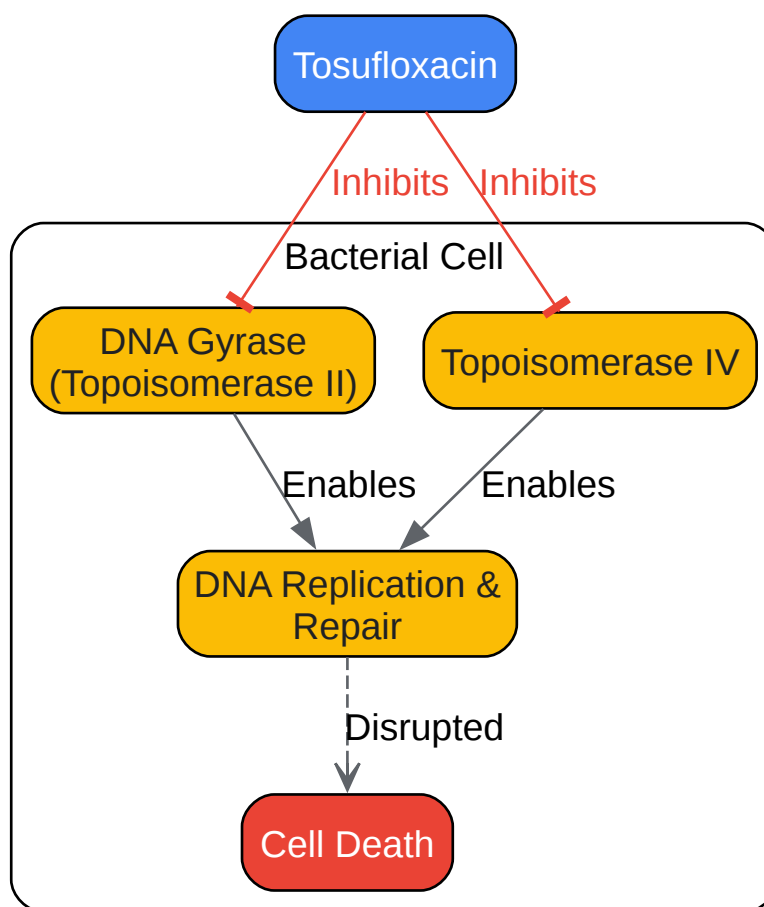 Tosufloxacin
Inhibits
Inhibits
Bacterial Cell
DNA Gyrase
(Topoisomerase II)
Topoisomerase IV
Enables
Enables
DNA Replication &
Repair
Disrupted
Cell Death